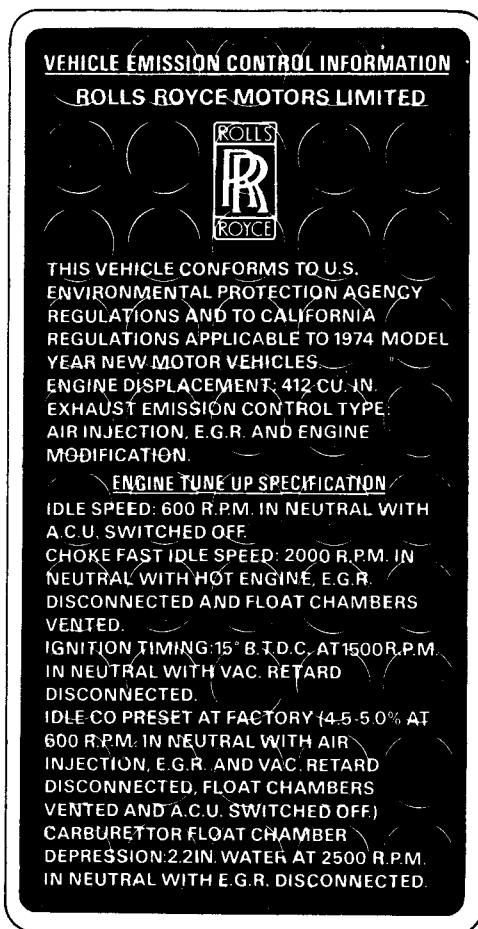 VEHICLE EMISSION CONTROL INFORMATION
ROLLS ROYCE MOTORS LIMITED
ROLLS
RR
ROYCE
THIS VEHICLE CONFORMS TO U.S.
ENVIRONMENTAL PROTECTION AGENCY
REGULATIONS AND TO CALIFORNIA
REGULATIONS APPLICABLE TO 1974 MODEL
YEAR NEW MOTOR VEHICLES.
ENGINE DISPLACEMENT: 412 CU. IN.
EXHAUST EMISSION CONTROL TYPE:
AIR INJECTION, E.G.R. AND ENGINE
MODIFICATION.
ENGINE TUNE UP SPECIFICATION
IDLE SPEED: 600 R.P.M. IN NEUTRAL WITH
A.C.U. SWITCHED OFF.
CHOKE FAST IDLE SPEED: 2000 R.P.M. IN
NEUTRAL WITH HOT ENGINE, E.G.R.
DISCONNECTED AND FLOAT CHAMBERS
VENTED.
IGNITION TIMING:15° B.T.D.C. AT1500R.P.M.
IN NEUTRAL WITH VAC. RETARD
DISCONNECTED.
IDLE CO PRESET AT FACTORY (4.5-5.0% AT
600 R.P.M. IN NEUTRAL WITH AIR
INJECTION, E.G.R. AND VAC. RETARD
DISCONNECTED, FLOAT CHAMBERS
VENTED AND A.C.U. SWITCHED OFF.)
CARBURETTOR FLOAT CHAMBER
DEPRESSION:2.2IN. WATER AT 2500 R.P.M.
IN NEUTRAL WITH E.G.R. DISCONNECTED.